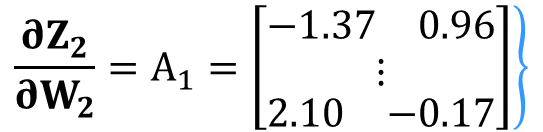 ∂Z₂/∂W₂ = A₁ = [−1.37 0.96
⋮
2.10 −0.17]}